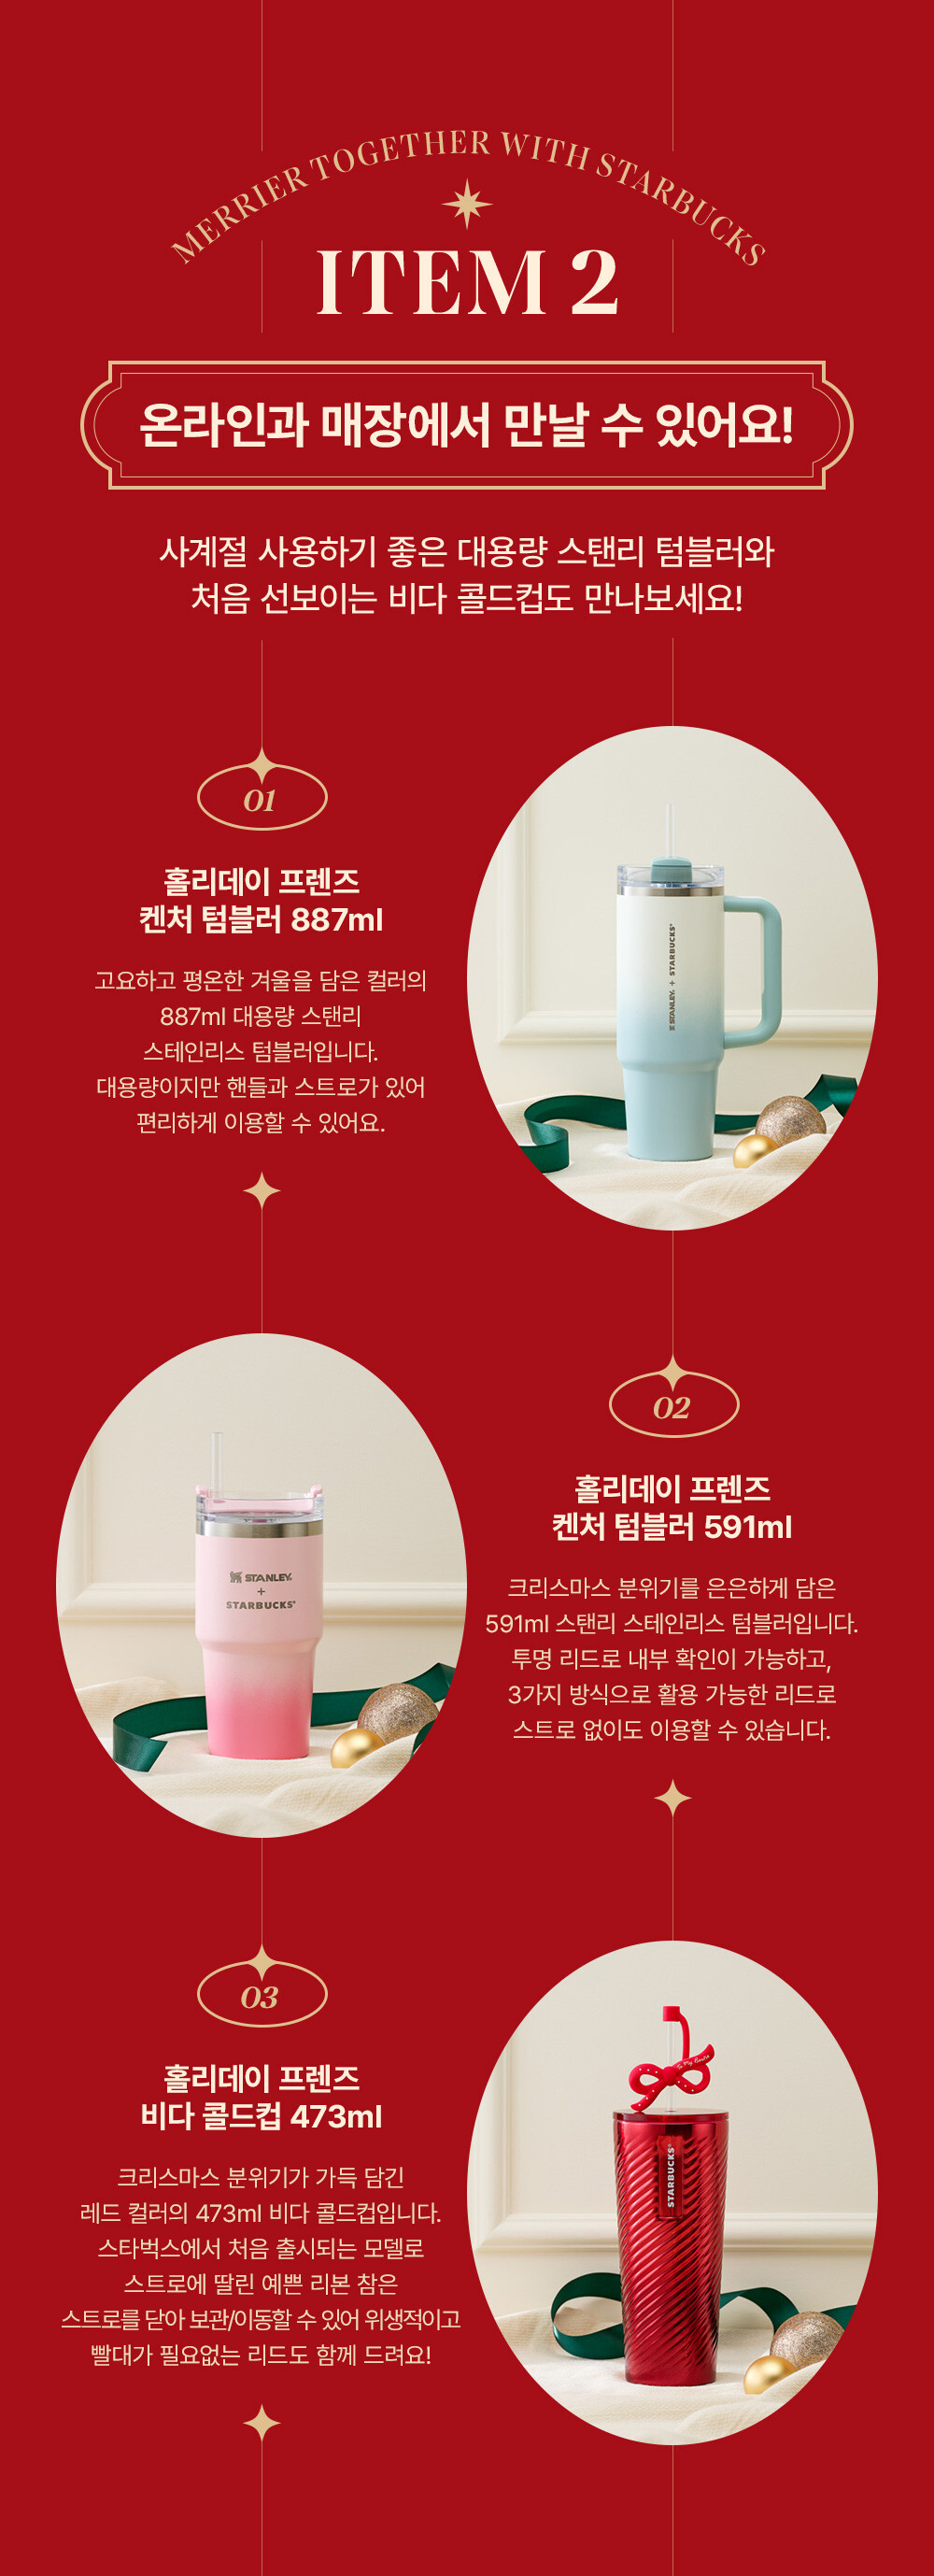 MERRIER TOGETHER WITH STARBUCKS
ITEM 2
온라인과 매장에서 만날 수 있어요!
사계절 사용하기 좋은 대용량 스탠리 텀블러와
처음 선보이는 비다 콜드컵도 만나보세요!
01
홀리데이 프렌즈
켄처 텀블러 887ml
고요하고 평온한 겨울을 담은 컬러의
887ml 대용량 스탠리
스테인리스 텀블러입니다.
대용량이지만 핸들과 스트로가 있어
편리하게 이용할 수 있어요.
STANLEY. + STARBUCKS®
02
홀리데이 프렌즈
켄처 텀블러 591ml
크리스마스 분위기를 은은하게 담은
591ml 스탠리 스테인리스 텀블러입니다.
투명 리드로 내부 확인이 가능하고,
3가지 방식으로 활용 가능한 리드로
스트로 없이도 이용할 수 있습니다.
STANLEY.
+
STARBUCKS®
03
홀리데이 프렌즈
비다 콜드컵 473ml
크리스마스 분위기가 가득 담긴
레드 컬러의 473ml 비다 콜드컵입니다.
스타벅스에서 처음 출시되는 모델로
스트로에 딸린 예쁜 리본 참은
스트로를 닫아 보관/이동할 수 있어 위생적이고
빨대가 필요없는 리드도 함께 드려요!
STARBUCKS®